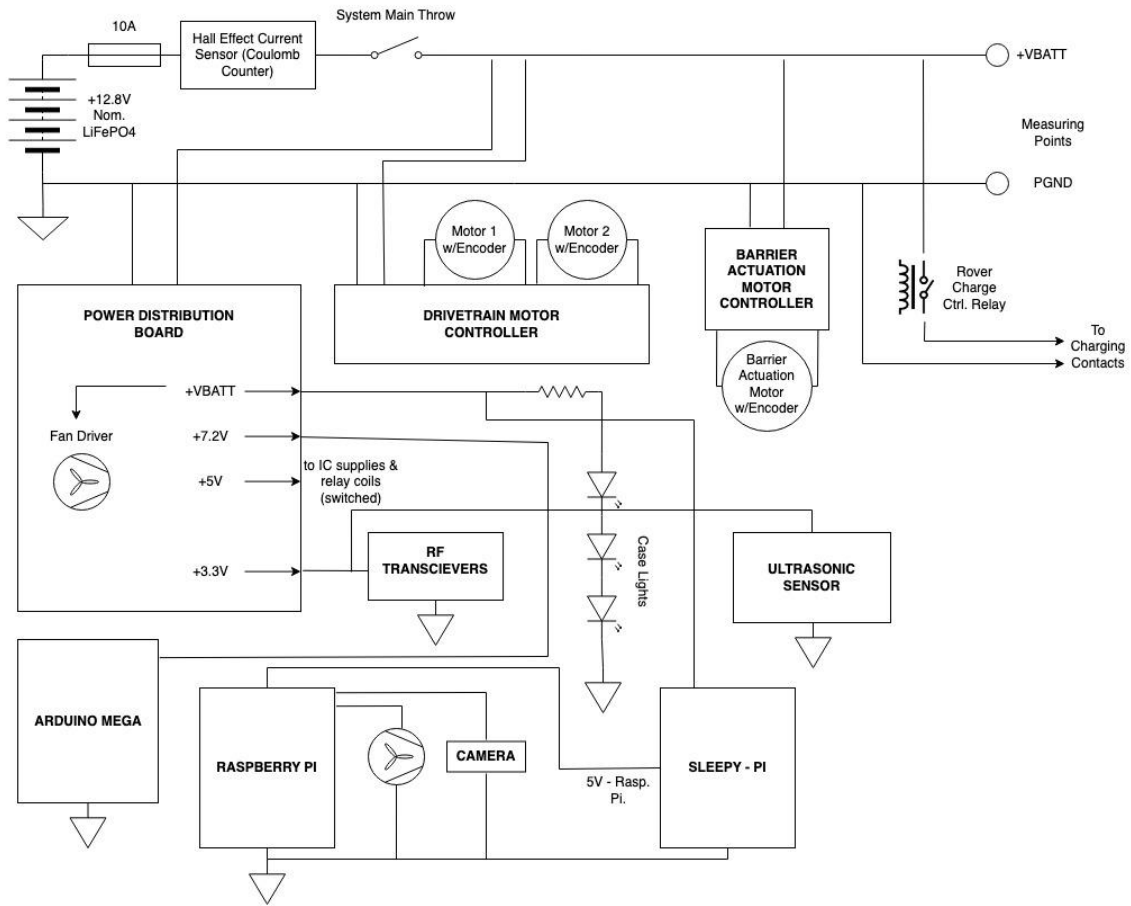 System Main Throw
10A
Hall Effect Current
Sensor (Coulomb
Counter)
+VBATT
+12.8V
Nom.
LiFePO4
Measuring
Points
PGND
Motor 1
w/Encoder
Motor 2
w/Encoder
BARRIER
ACTUATION
MOTOR
CONTROLLER
Rover
Charge
Ctrl. Relay
POWER DISTRIBUTION
BOARD
DRIVETRAIN MOTOR
CONTROLLER
To
Charging
Contacts
Barrier
Actuation
Motor
w/Encoder
+VBATT
Fan Driver
+7.2V
+5V
to IC supplies &
relay coils
(switched)
+3.3V
RF
TRANSCIEVERS
Case Lights
ULTRASONIC
SENSOR
ARDUINO MEGA
RASPBERRY PI
CAMERA
5V - Rasp.
Pi.
SLEEPY - PI